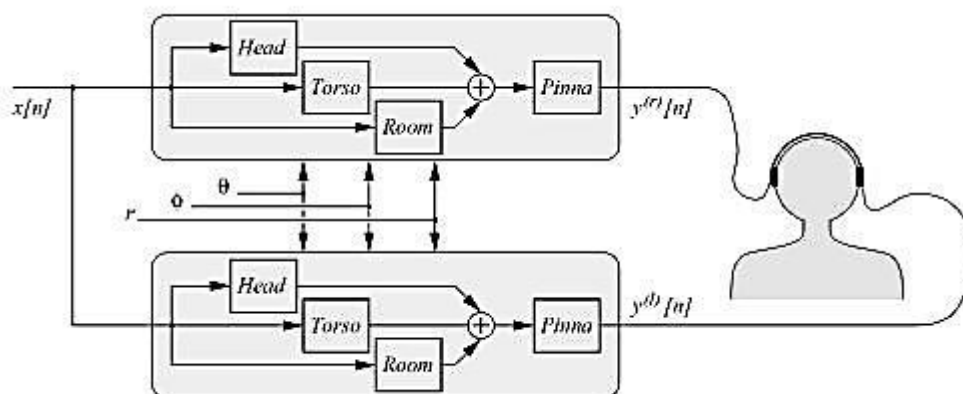 Head
Torso
Pinna
x[n]
Room
y(r)[n]
θ
ϕ
r
Head
y(l)[n]
Torso
Pinna
Room